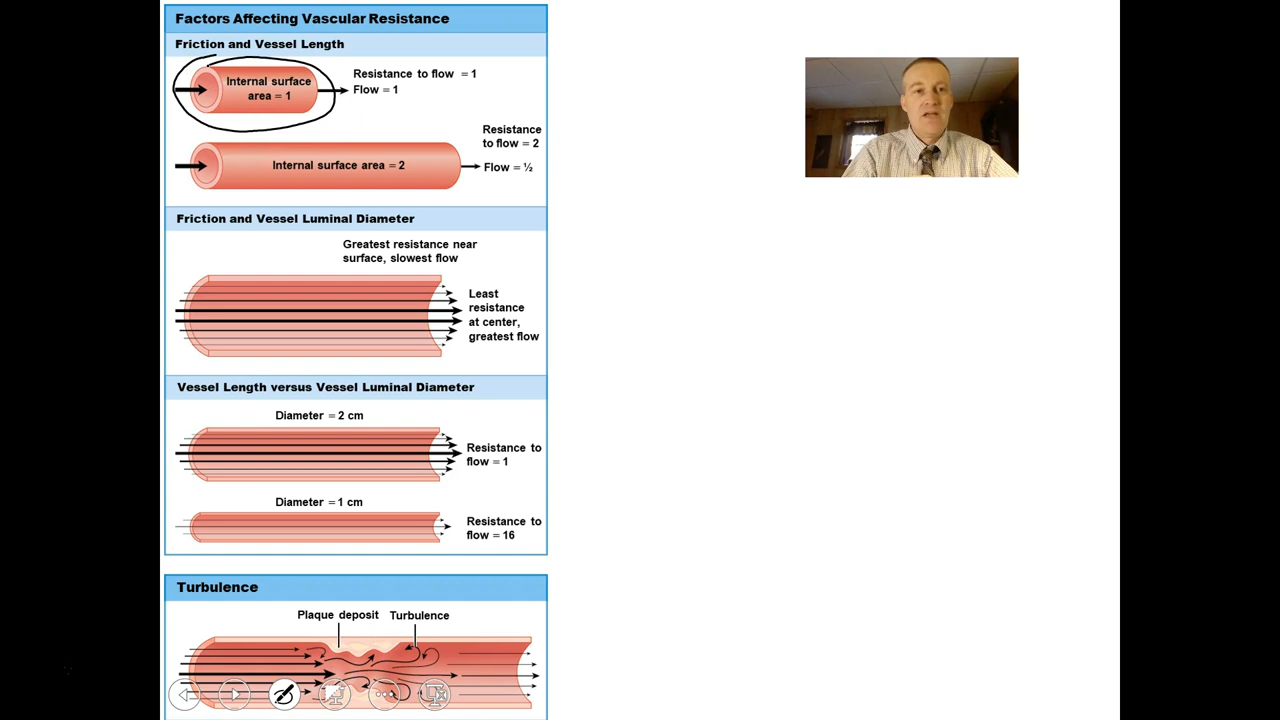 Factors Affecting Vascular Resistance
Friction and Vessel Length
Internal surface
area = 1
Resistance to flow = 1
Flow = 1
Internal surface area = 2
Resistance
to flow = 2
Flow = ½
Friction and Vessel Luminal Diameter
Greatest resistance near
surface, slowest flow
Least
resistance
at center,
greatest flow
Vessel Length versus Vessel Luminal Diameter
Diameter = 2 cm
Resistance to
flow = 1
Diameter = 1 cm
Resistance to
flow = 16
Turbulence
Plaque deposit
Turbulence